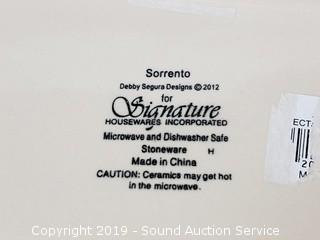 Sorrento
Debby Segura Designs © 2012
for
Signature
HOUSEWARES INCORPORATED
Microwave and Dishwasher Safe
Stoneware H
Made in China
CAUTION: Ceramics may get hot
in the microwave.
Copyright 2019 - Sound Auction Service